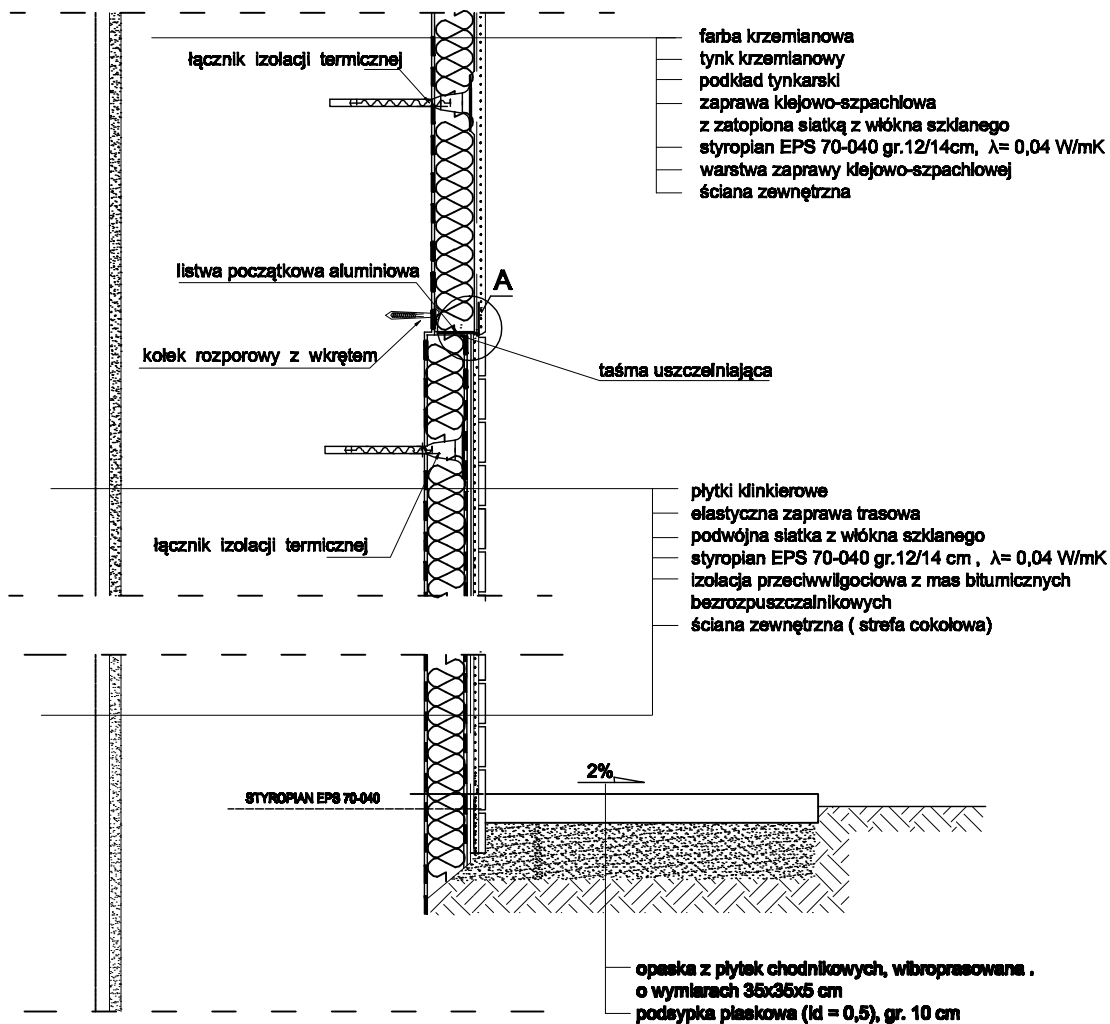 farba krzemianowa
łącznik izolacji termicznej
tynk krzemianowy
podkład tynkarski
zaprawa klejowo-szpachlowa
z zatopiona siatką z włókna szklanego
styropian EPS 70-040 gr.12/14cm, λ= 0,04 W/mK
warstwa zaprawy klejowo-szpachlowej
ściana zewnętrzna
listwa początkowa aluminiowa
A
kołek rozporowy z wkrętem
taśma uszczelniająca
płytki klinkierowe
elastyczna zaprawa trasowa
podwójna siatka z włókna szklanego
łącznik izolacji termicznej
styropian EPS 70-040 gr.12/14 cm , λ= 0,04 W/mK
izolacja przeciwwilgociowa z mas bitumicznych
bezrozpuszczalnikowych
ściana zewnętrzna ( strefa cokołowa)
2%
STYROPIAN EPS 70-040
opaska z płytek chodnikowych, wibroprasowana .
o wymiarach 35x35x5 cm
podsypka piaskowa (Id = 0,5), gr. 10 cm